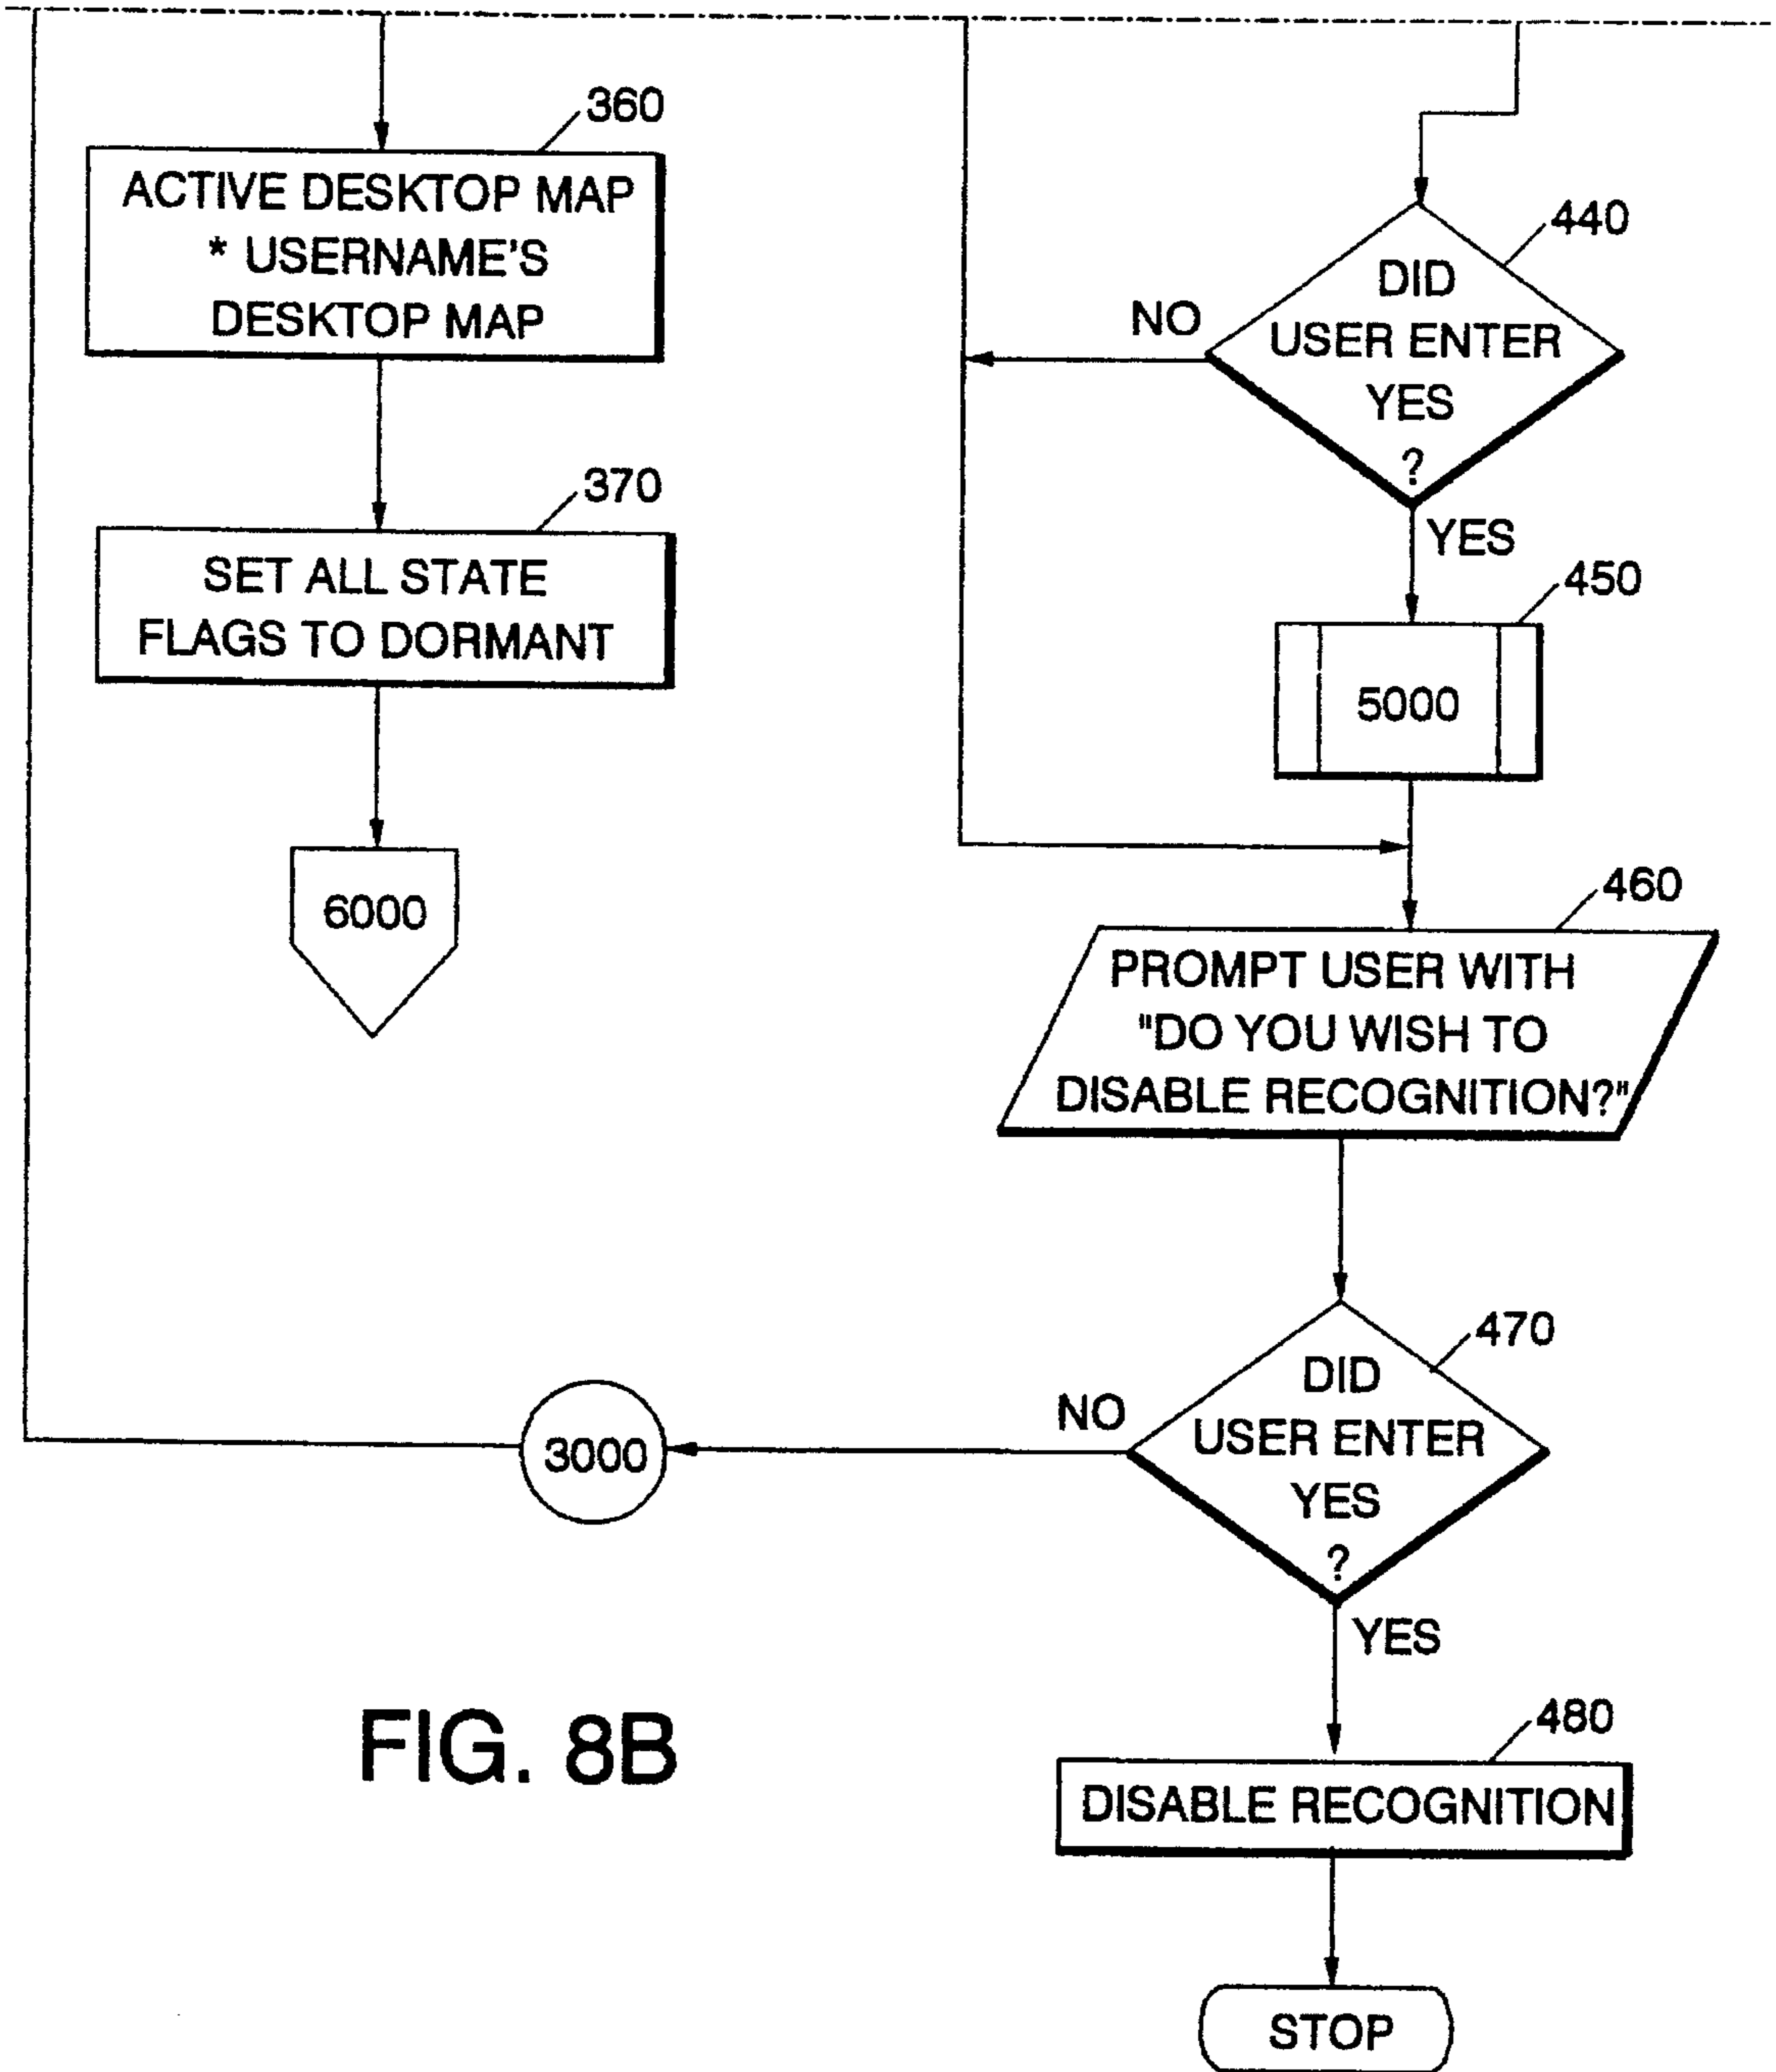 360
ACTIVE DESKTOP MAP
* USERNAME'S
DESKTOP MAP
370
SET ALL STATE
FLAGS TO DORMANT
6000
440
DID
USER ENTER
YES
?
NO
YES
450
5000
460
PROMPT USER WITH
"DO YOU WISH TO
DISABLE RECOGNITION?"
470
DID
USER ENTER
YES
?
NO
3000
YES
480
DISABLE RECOGNITION
STOP
FIG. 8B